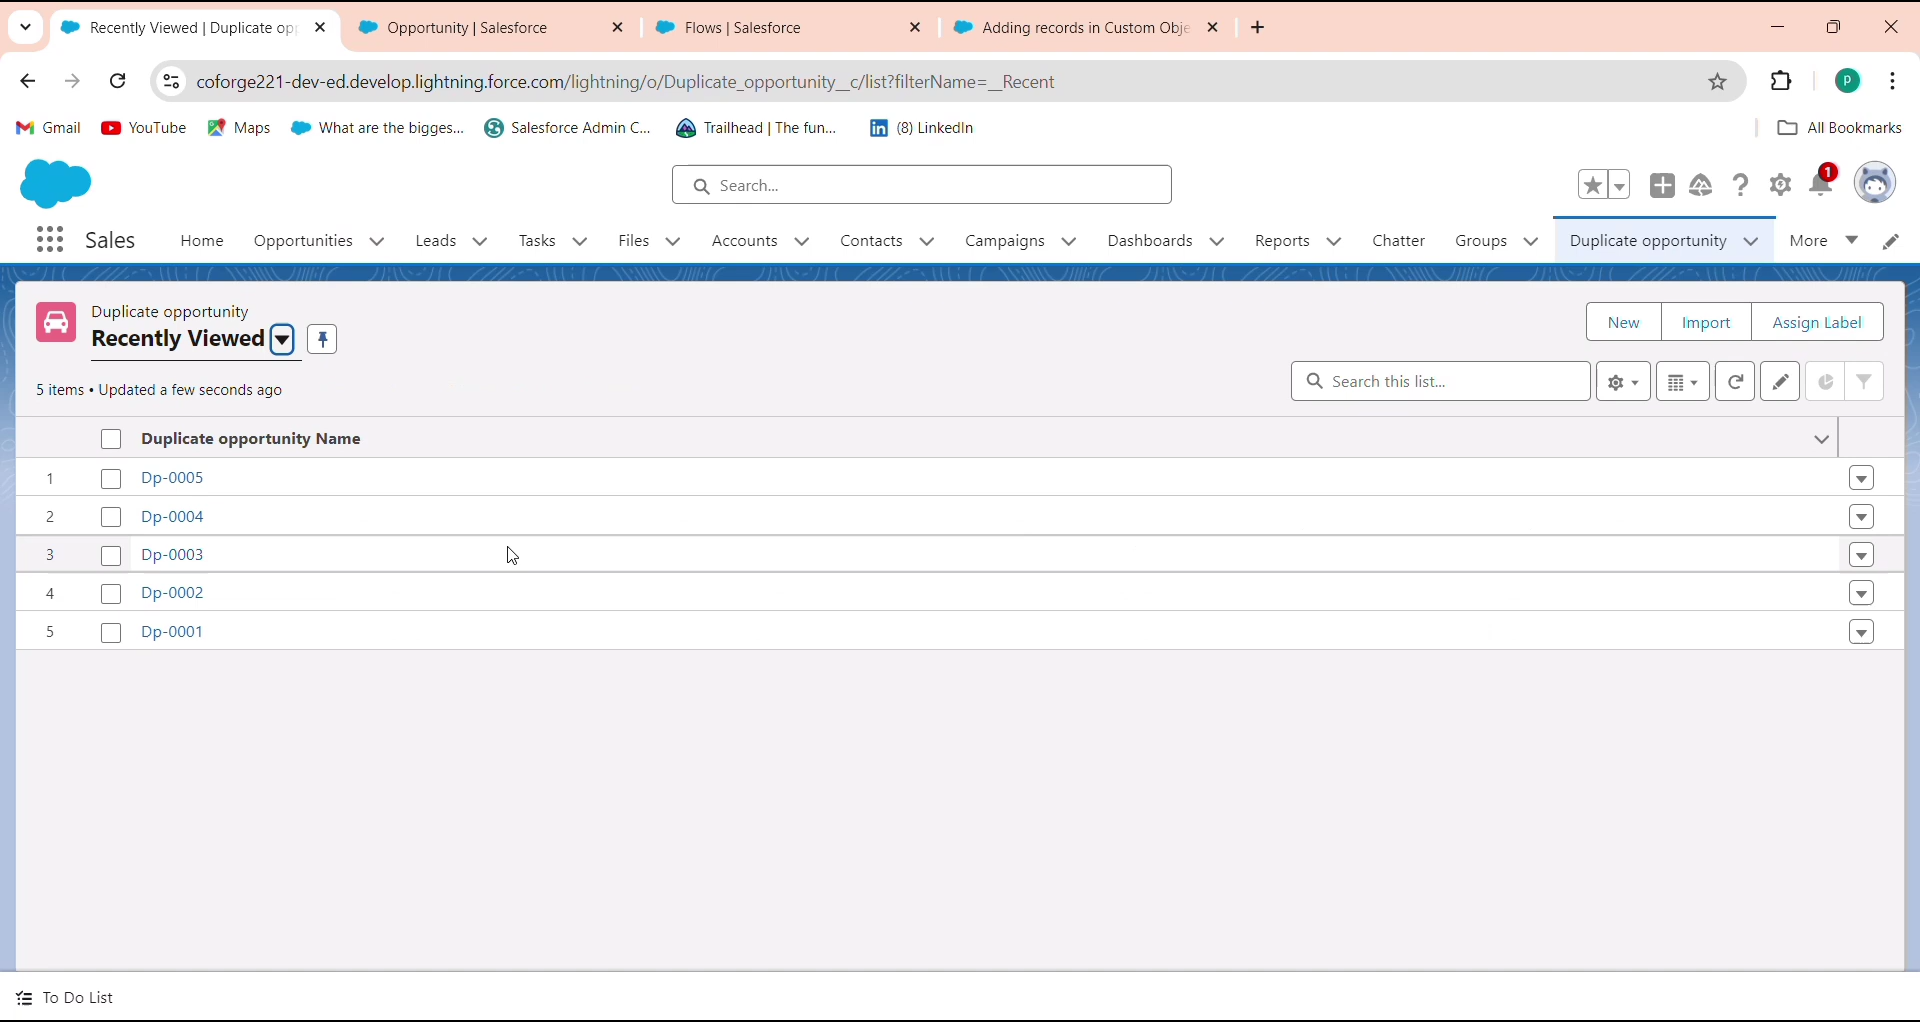 Recently Viewed | Duplicate opp
Opportunity | Salesforce
Flows | Salesforce
Adding records in Custom Obje
coforge221-dev-ed.develop.lightning.force.com/lightning/o/Duplicate_opportunity__c/list?filterName=__Recent
P
Gmail
YouTube
Maps
What are the bigges...
Salesforce Admin C...
Trailhead | The fun...
(8) LinkedIn
All Bookmarks
Search...
1
Sales
Home
Opportunities
Leads
Tasks
Files
Accounts
Contacts
Campaigns
Dashboards
Reports
Chatter
Groups
Duplicate opportunity
More
Duplicate opportunity
Recently Viewed
New
Import
Assign Label
5 items • Updated a few seconds ago
Search this list...
Duplicate opportunity Name
1 Dp-0005
2 Dp-0004
3 Dp-0003
4 Dp-0002
5 Dp-0001
To Do List